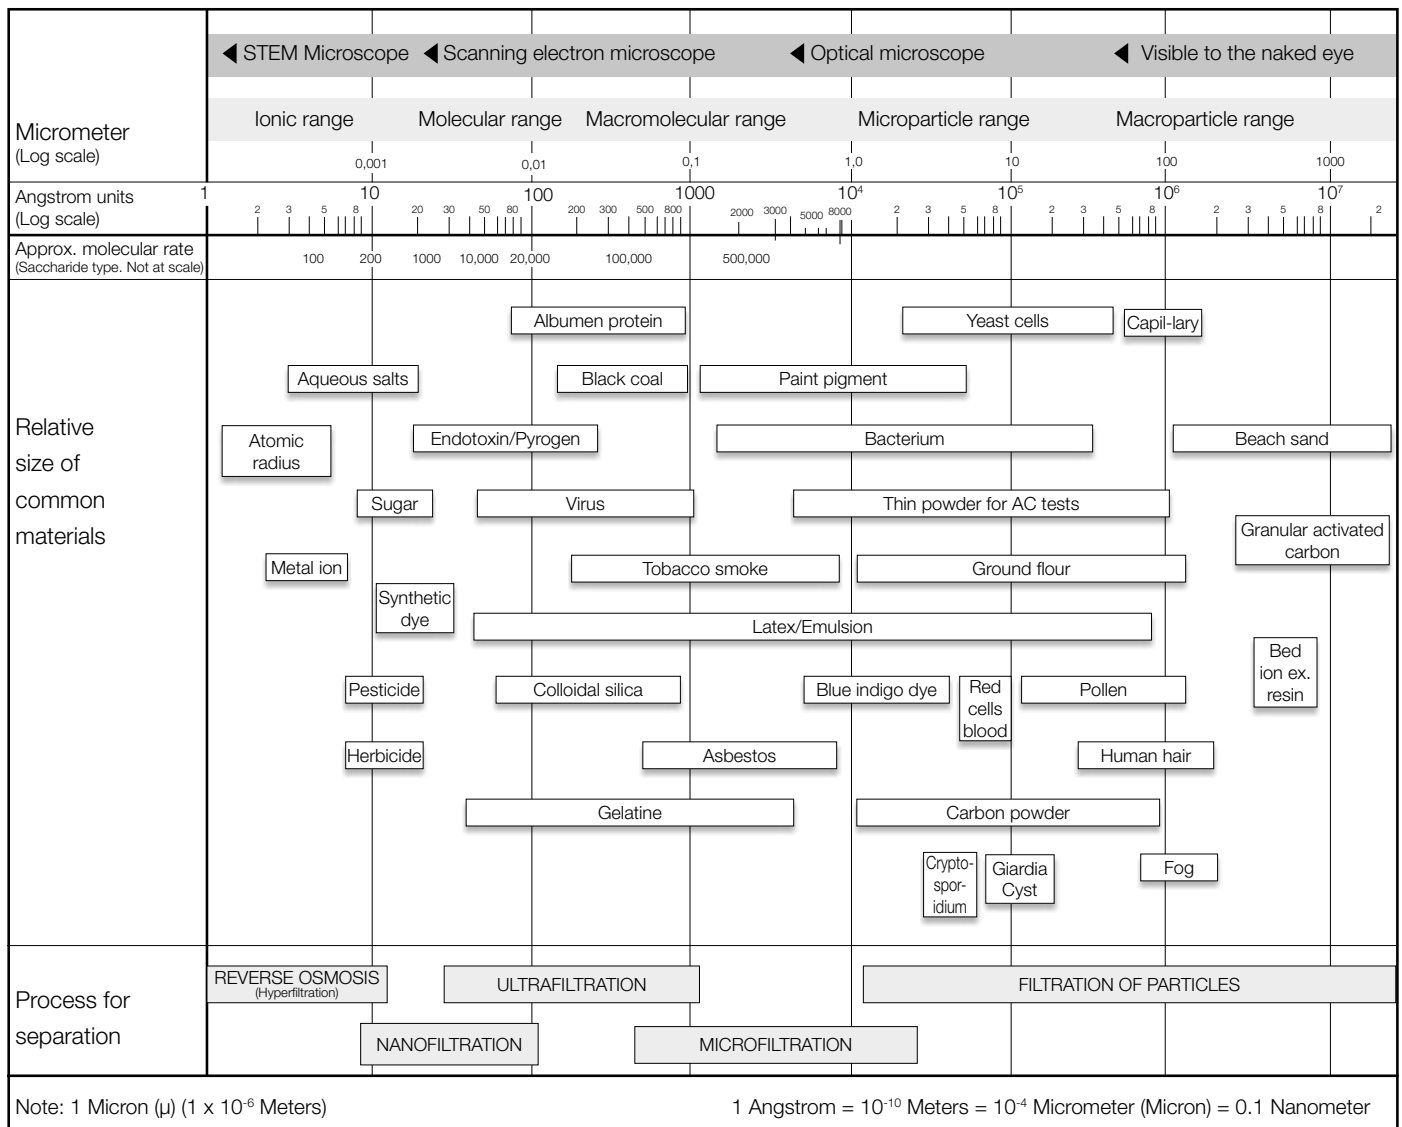 ◀ STEM Microscope ◀ Scanning electron microscope ◀ Optical microscope ◀ Visible to the naked eye
Ionic range Molecular range Macromolecular range Microparticle range Macroparticle range
Micrometer
(Log scale)
0,001 0,01 0,1 1,0 10 100 1000
Angstrom units
(Log scale)
1 10 100 1000 10⁴ 10⁵ 10⁶ 10⁷
2 3 5 8 20 30 50 80 200 300 500 800 2000 3000 5000 8000 2 3 5 8 2 3 5 8 2 3 5 8 2
Approx. molecular rate
(Saccharide type. Not at scale)
100 200 1000 10,000 20,000 100,000 500,000
Relative
size of
common
materials
Albumen protein
Yeast cells
Capil-lary
Aqueous salts
Black coal
Paint pigment
Atomic
radius
Endotoxin/Pyrogen
Bacterium
Beach sand
Sugar
Virus
Thin powder for AC tests
Granular activated
carbon
Metal ion
Tobacco smoke
Ground flour
Synthetic
dye
Latex/Emulsion
Bed
ion ex.
resin
Pesticide
Colloidal silica
Blue indigo dye
Red
cells
blood
Pollen
Herbicide
Asbestos
Human hair
Gelatine
Carbon powder
Crypto-
spor-
idium
Giardia
Cyst
Fog
Process for
separation
REVERSE OSMOSIS
(Hyperfiltration)
ULTRAFILTRATION
FILTRATION OF PARTICLES
NANOFILTRATION
MICROFILTRATION
Note: 1 Micron (μ) (1 x 10⁻⁶ Meters)
1 Angstrom = 10⁻¹⁰ Meters = 10⁻⁴ Micrometer (Micron) = 0.1 Nanometer